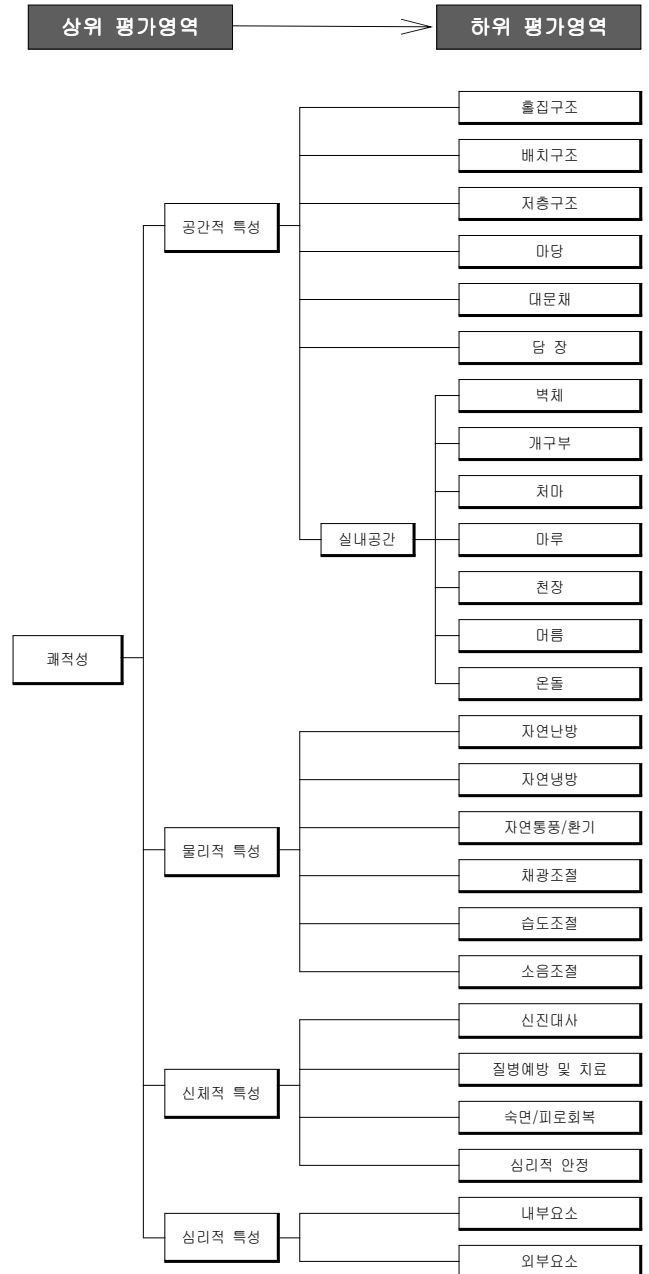 상위 평가영역
하위 평가영역
쾌적성
공간적 특성
홑집구조
배치구조
저층구조
마당
대문채
담 장
실내공간
벽체
개구부
처마
마루
천장
머름
온돌
물리적 특성
자연난방
자연냉방
자연통풍/환기
채광조절
습도조절
소음조절
신체적 특성
신진대사
질병예방 및 치료
숙면/피로회복
심리적 안정
심리적 특성
내부요소
외부요소